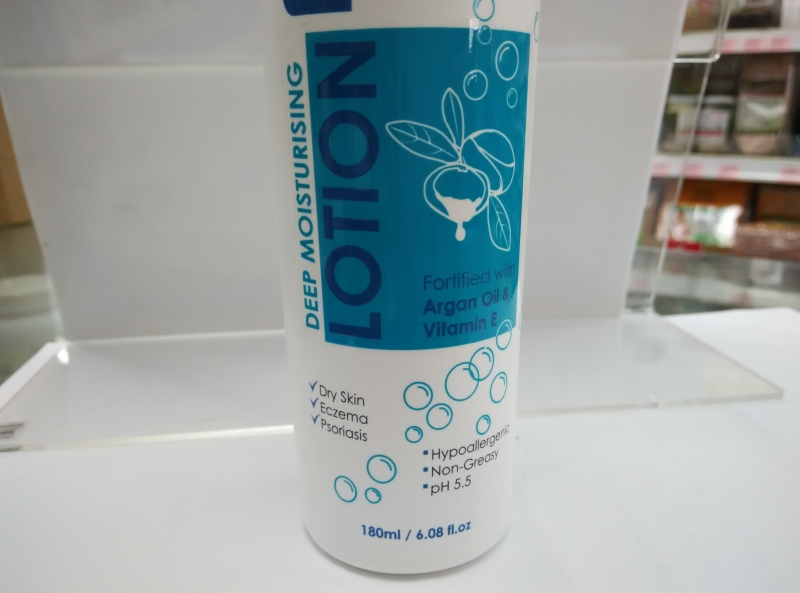 DEEP MOISTURISING
LOTION
Fortified with
Argan Oil &
Vitamin E
Dry Skin
Eczema
Psoriasis
Hypoallergenic
Non-Greasy
pH 5.5
180ml / 6.08 fl.oz